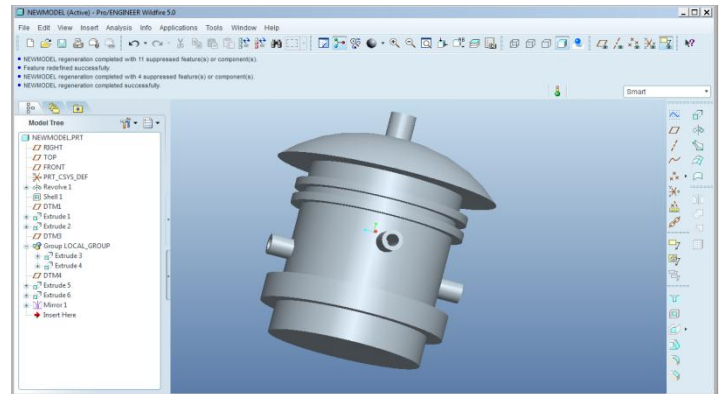 NEWMODEL (Active) - Pro/ENGINEER Wildfire 5.0
File Edit View Insert Analysis Info Applications Tools Window Help
NEWMODEL regeneration completed with 11 suppressed feature(s) or component(s).
Feature redefined successfully.
NEWMODEL regeneration completed with 4 suppressed feature(s) or component(s).
NEWMODEL regeneration completed successfully.
Smart
Model Tree
NEWMODEL.PRT
RIGHT
TOP
FRONT
PRT_CSYS_DEF
Revolve 1
Shell 1
DTM1
Extrude 1
Extrude 2
DTM3
Group LOCAL_GROUP
Extrude 3
Extrude 4
DTM4
Extrude 5
Extrude 6
Mirror 1
Insert Here